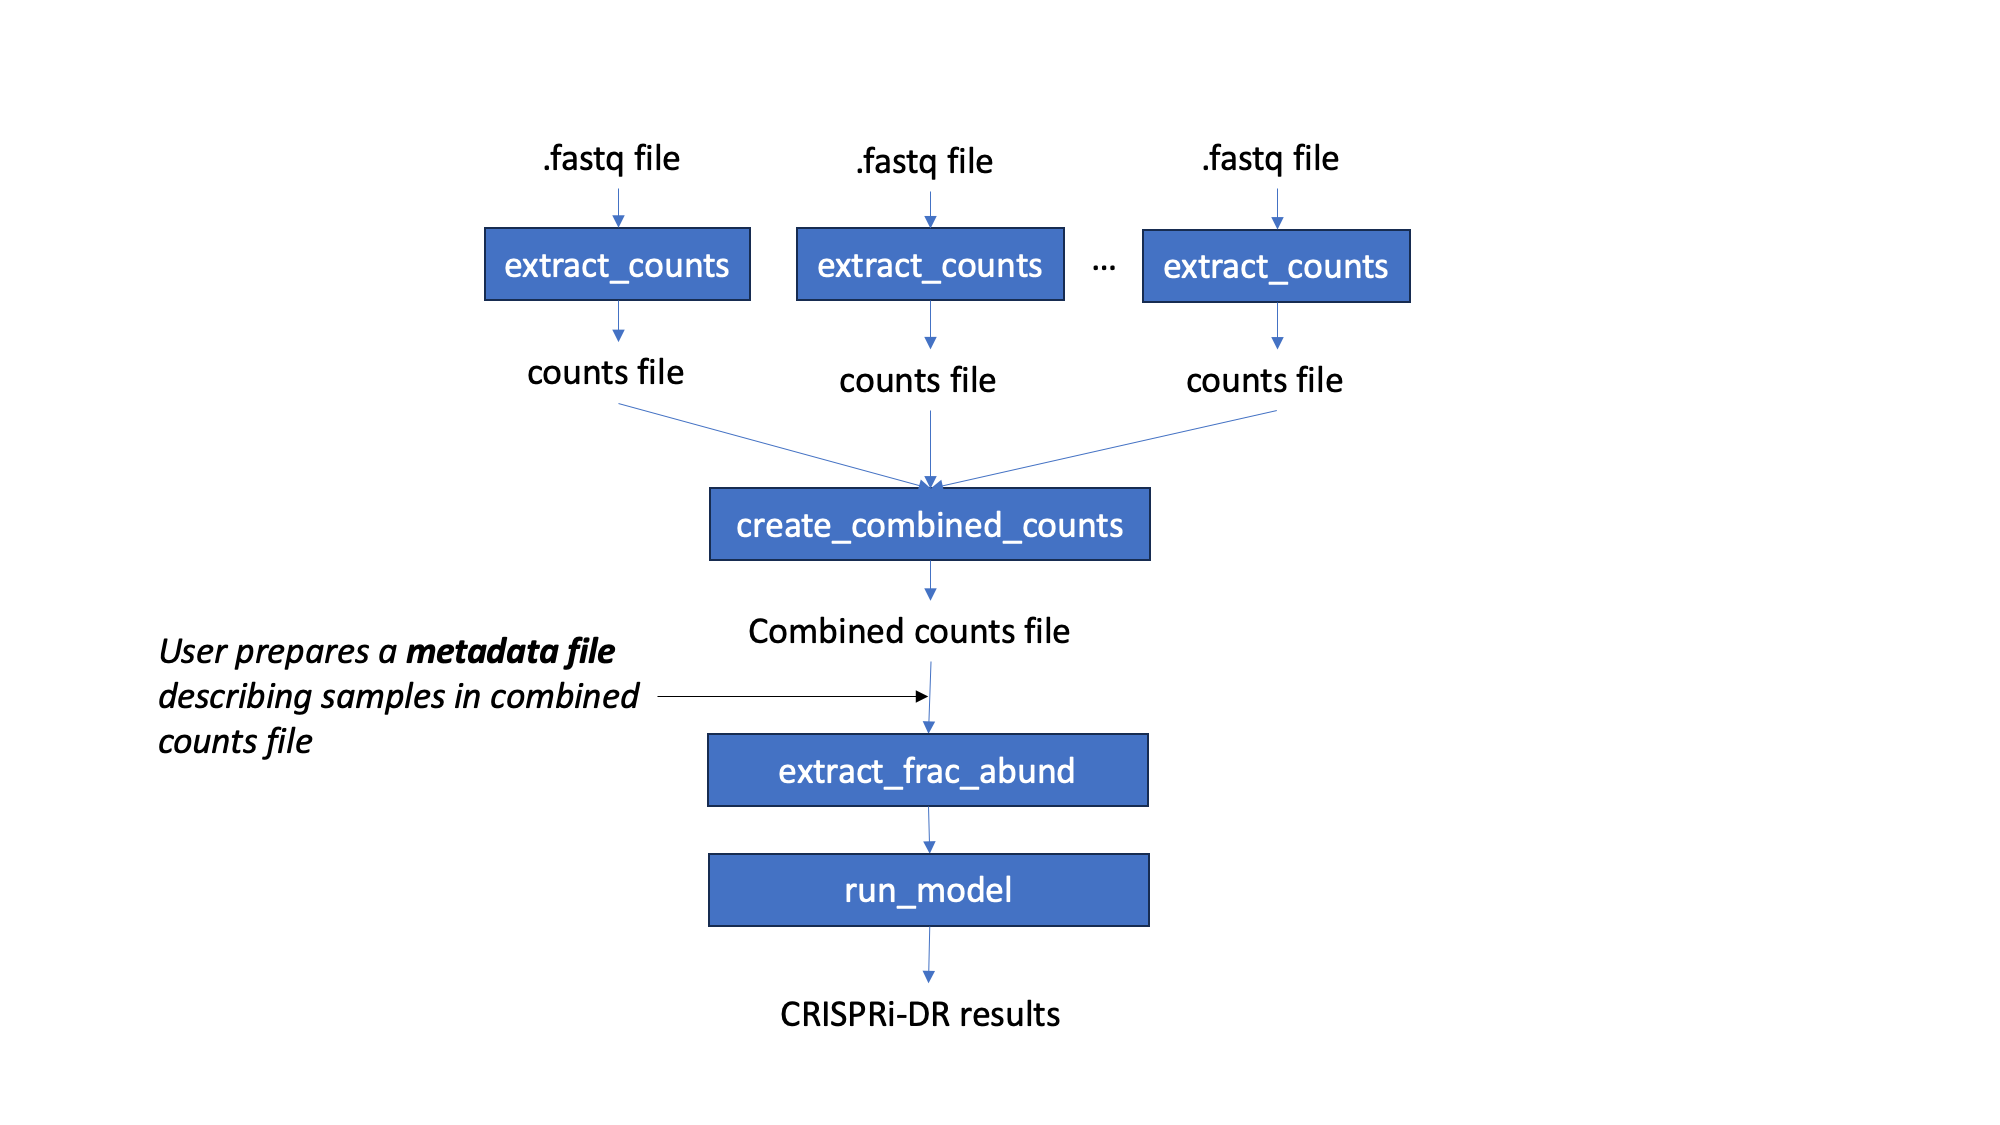 .fastq file
.fastq file
.fastq file
extract_counts
extract_counts
...
extract_counts
counts file
counts file
counts file
create_combined_counts
Combined counts file
User prepares a metadata file
describing samples in combined
counts file
extract_frac_abund
run_model
CRISPRi-DR results